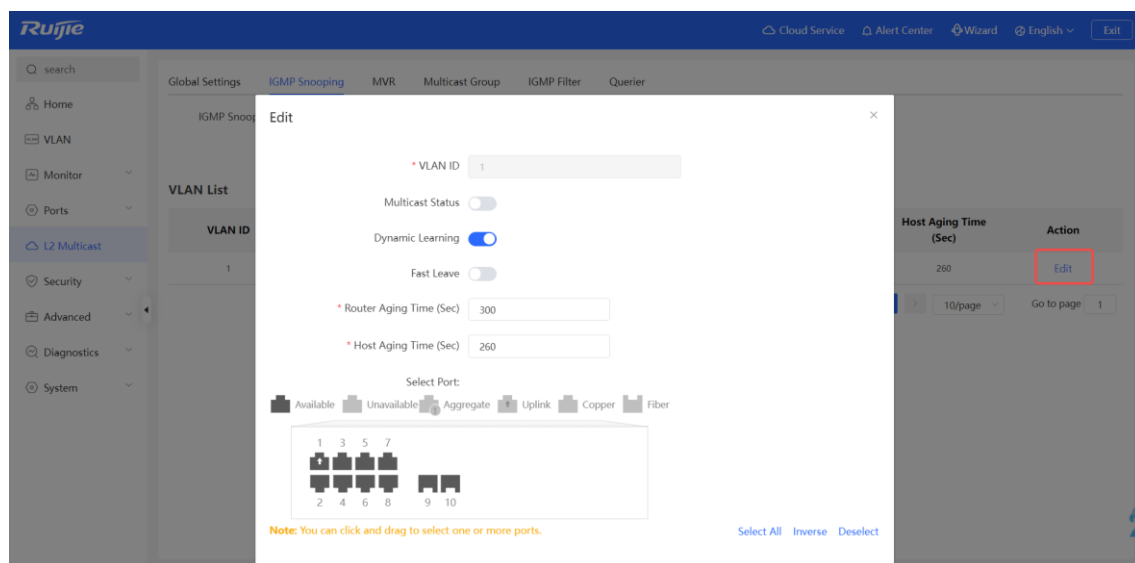 Ruijie
Cloud Service Alert Center Wizard English Exit
search
Home
VLAN
Monitor
Ports
L2 Multicast
Security
Advanced
Diagnostics
System
Global Settings IGMP Snooping MVR Multicast Group IGMP Filter Querier
IGMP Snoop
VLAN List
VLAN ID
1
Host Aging Time
(Sec)
Action
260
Edit
10/page
Go to page 1
Edit
* VLAN ID 1
Multicast Status
Dynamic Learning
Fast Leave
* Router Aging Time (Sec) 300
* Host Aging Time (Sec) 260
Select Port:
Available Unavailable Aggregate Uplink Copper Fiber
1 3 5 7
2 4 6 8 9 10
Note: You can click and drag to select one or more ports.
Select All Inverse Deselect